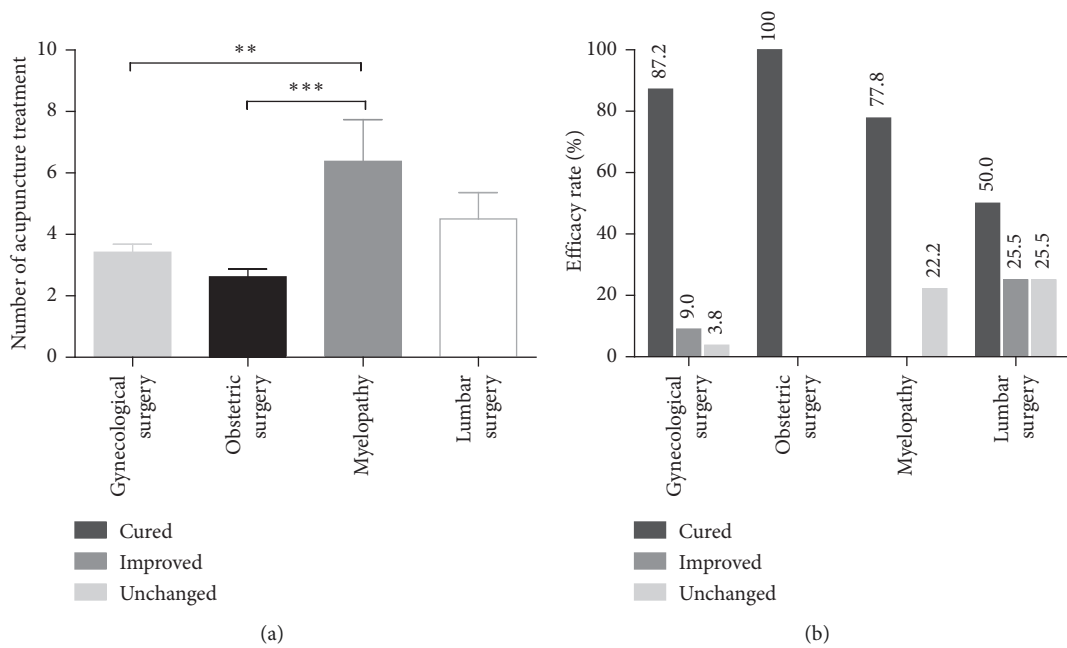 Number of acupuncture treatment
10
8
6
4
2
0
**
***
Gynecological
surgery
Obstetric
surgery
Myelopathy
Lumbar
surgery
Cured
Improved
Unchanged
(a)
Efficacy rate (%)
100
80
60
40
20
0
87.2
9.0
3.8
100
77.8
22.2
50.0
25.5
25.5
Gynecological
surgery
Obstetric
surgery
Myelopathy
Lumbar
surgery
Cured
Improved
Unchanged
(b)